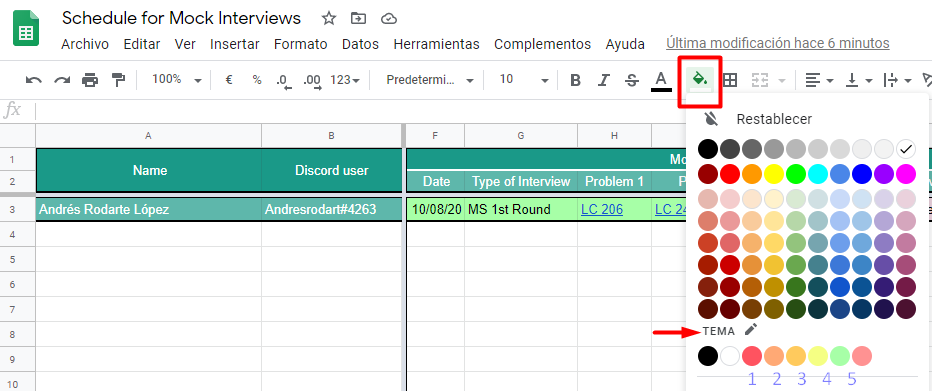 Schedule for Mock Interviews
Archivo Editar Ver Insertar Formato Datos Herramientas Complementos Ayuda Última modificación hace 6 minutos
100% € % .0 .00 123 Predetermi... 10 B I S A
fx
Restablecer
A B F G H
1 Name Discord user Mo
2 Date Type of Interview Problem 1 P
3 Andrés Rodarte López Andresrodart#4263 10/08/20 MS 1st Round LC 206 LC 24
4
5
6
7
8
TEMA
9
10
1 2 3 4 5